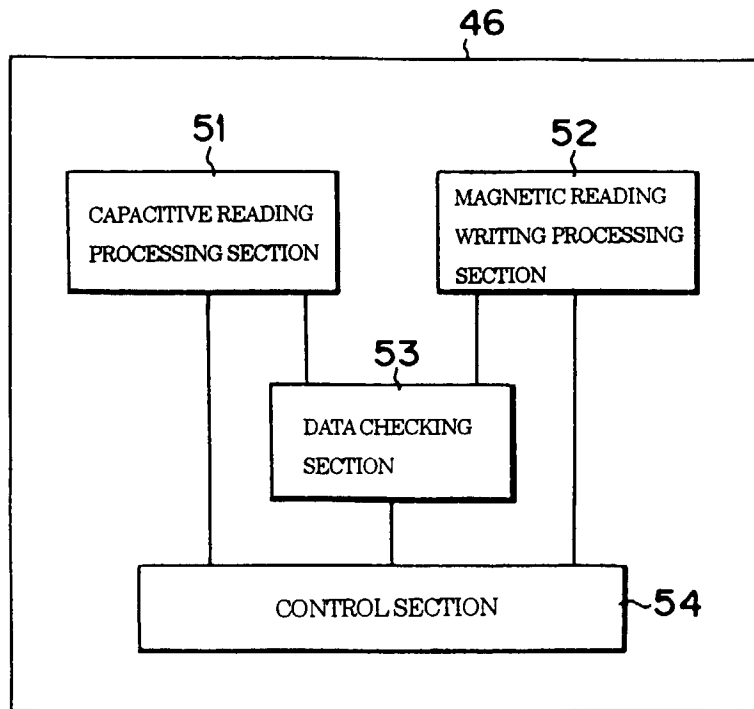 46
51
52
CAPACITIVE READING
PROCESSING SECTION
MAGNETIC READING
WRITING PROCESSING
SECTION
53
DATA CHECKING
SECTION
CONTROL SECTION
54